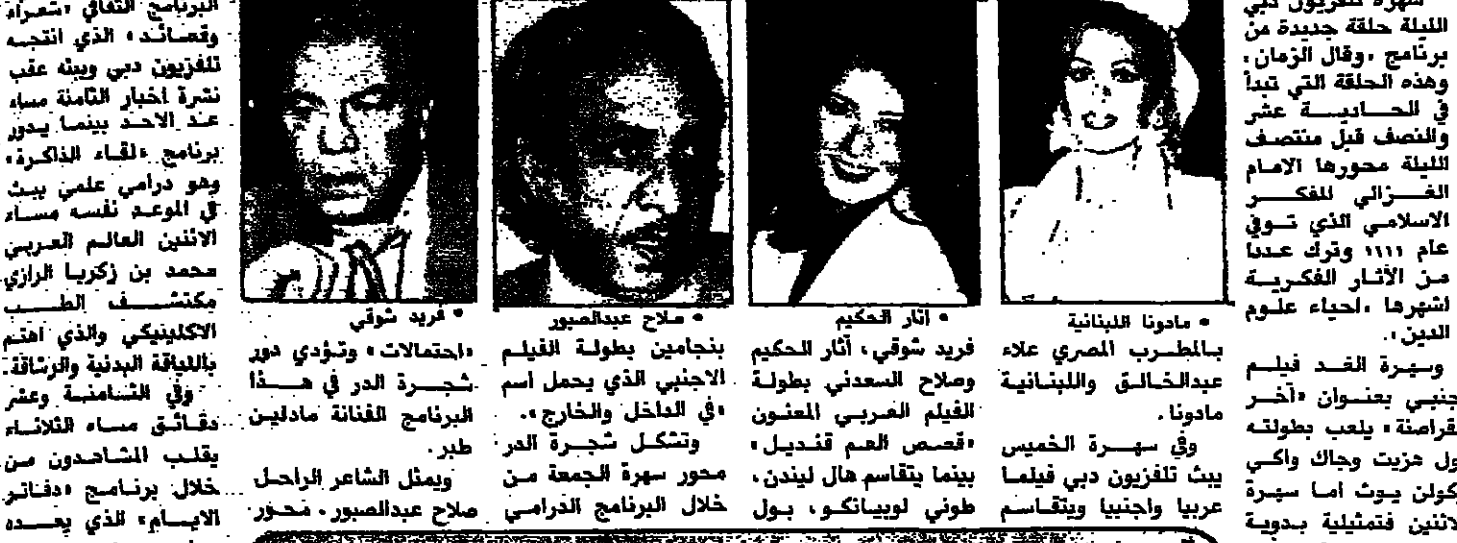 سهرة تلفزيون دبي
الليلة حلقة جديدة من
برنامج «وقال الزمان»
وهذه الحلقة التي تبدأ
في الحاديـة عشر
والنصف قبل منتصف
الليلة محورها الامام
الغـزالي للفكـر
الاسلامي الذي توفي
عام ١١١١ وترك عددا
من الآثار الفكرية
اشهرها «احياء علوم
الدين».
وسهرة الغد فيلم
جنبي بعنوان «آخر
قراصنة» يلعب بطولته
ول هزيت وجاك واكي
كولن يوث اما سهرة
لاثنين فتمثيلية بدوية
• مادونا اللبنانية
بالمطرب المصري علاء
عبدالخالق واللبنانية
مادونا.
وفي سهرة الخميس
يبث تلفزيون دبي فيلما
عربيا واجنبيا ويتقاسم
• اثار الحكيم
فريد شوقي، أثار الحكيم
وصلاح السعدني بطولة
الفيلم العربي المعنون
«قصص العم قنديل»
بينما يتقاسم هال ليندن،
طوني لوبيانكو، بول
• صلاح عبدالصبور
بنجامين بطولة الفيلم
الاجنبي الذي يحمل اسم
«في الداخل والخارج».
وتشكل شجرة الدر
محور سهرة الجمعة من
خلال البرنامج الدرامي
• فريد شوقي
«احتمالات» وتؤدي دور
شجرة الدر في هـذا
البرنامج الفنانة مادلين
طبر.
ويمثل الشاعر الراحل
صلاح عبدالصبور. محور
البرنامج الثقافي «شعراء
وقصائد» الذي انتجه
تلفزيون دبي ويبثه عقب
نشرة اخبار الثامنة مساء
غد الاحد بينما يدور
برنامج «لقاء الذاكرة»
وهو درامي علمي يبث
في الموعد نفسه مساء
الاثنين العالم العربي
محمد بن زكريا الرازي
مكتشف الطب
الاكلينيكي والذي اهتم
باللياقة البدنية والرشاقة.
وفي الثامنة وعشر
دقائق مساء الثلاثاء
يقلب المشاهدون من
خلال برنامج «دفاتر
الايام» الذي يعـده